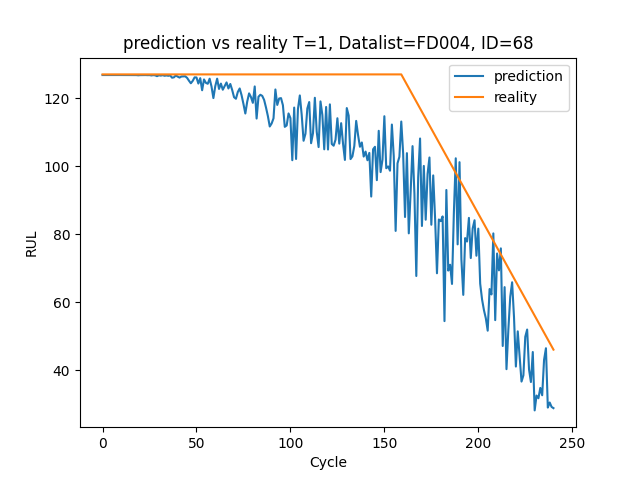 prediction vs reality T=1, Datalist=FD004, ID=68
prediction
reality
120
100
80
60
40
RUL
0 50 100 150 200 250
Cycle